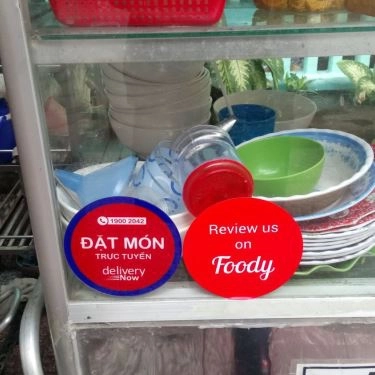 1900 2042
ĐẶT MÓN
TRỰC TUYẾN
delivery
Now
Review us
on
Foody